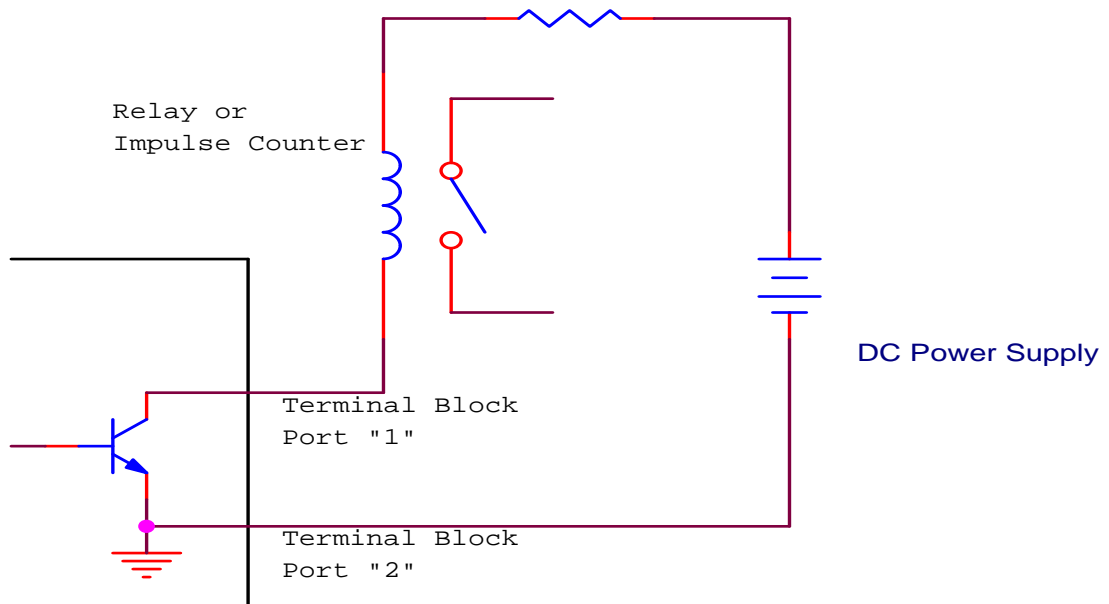 Relay or
Impulse Counter
DC Power Supply
Terminal Block
Port "1"
Terminal Block
Port "2"